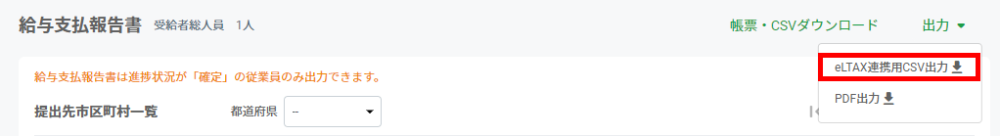 給与支払報告書 受給者総人員 1人 帳票・CSVダウンロード 出力
eLTAX連携用CSV出力
給与支払報告書は進捗状況が「確定」の従業員のみ出力できます。
PDF出力
提出先市区町村一覧 都道府県 --